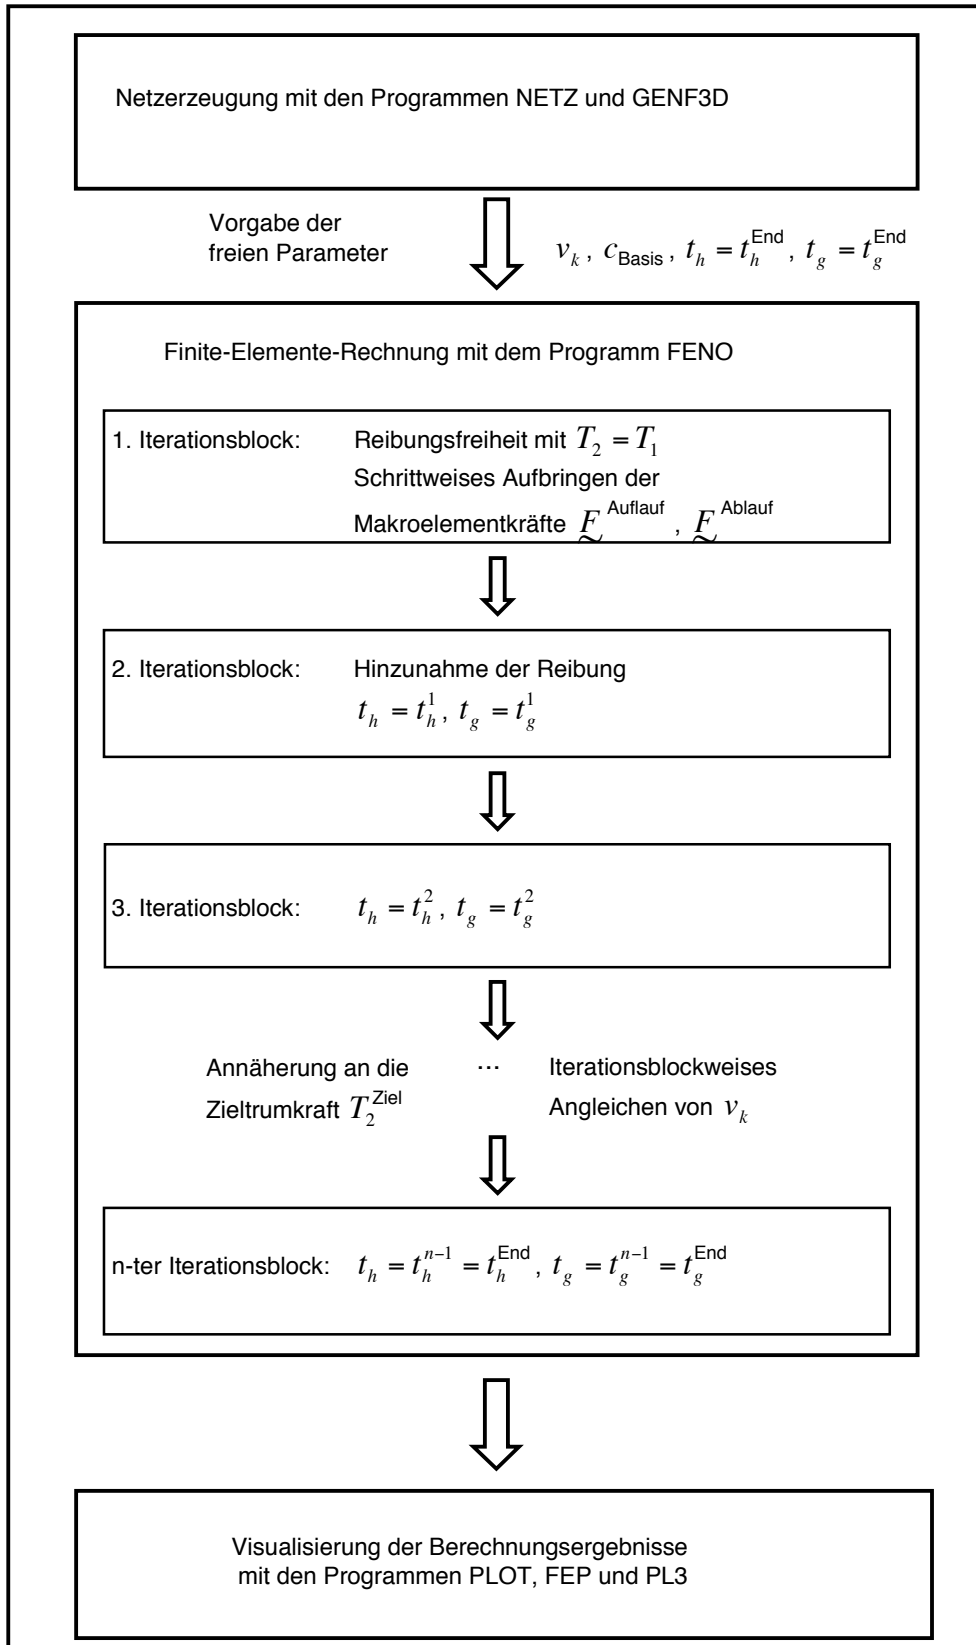 Netzerzeugung mit den Programmen NETZ und GENF3D
Vorgabe der
freien Parameter
v_k , c_Basis , t_h = t_h^End , t_g = t_g^End
Finite-Elemente-Rechnung mit dem Programm FENO
1. Iterationsblock: Reibungsfreiheit mit T_2 = T_1
Schrittweises Aufbringen der
Makroelementkräfte F̰^Auflauf , F̰^Ablauf
2. Iterationsblock: Hinzunahme der Reibung
t_h = t_h^1 , t_g = t_g^1
3. Iterationsblock: t_h = t_h^2 , t_g = t_g^2
Annäherung an die
Zieltrumkraft T_2^Ziel
...
Iterationsblockweises
Angleichen von v_k
n-ter Iterationsblock: t_h = t_h^{n−1} = t_h^End , t_g = t_g^{n−1} = t_g^End
Visualisierung der Berechnungsergebnisse
mit den Programmen PLOT, FEP und PL3